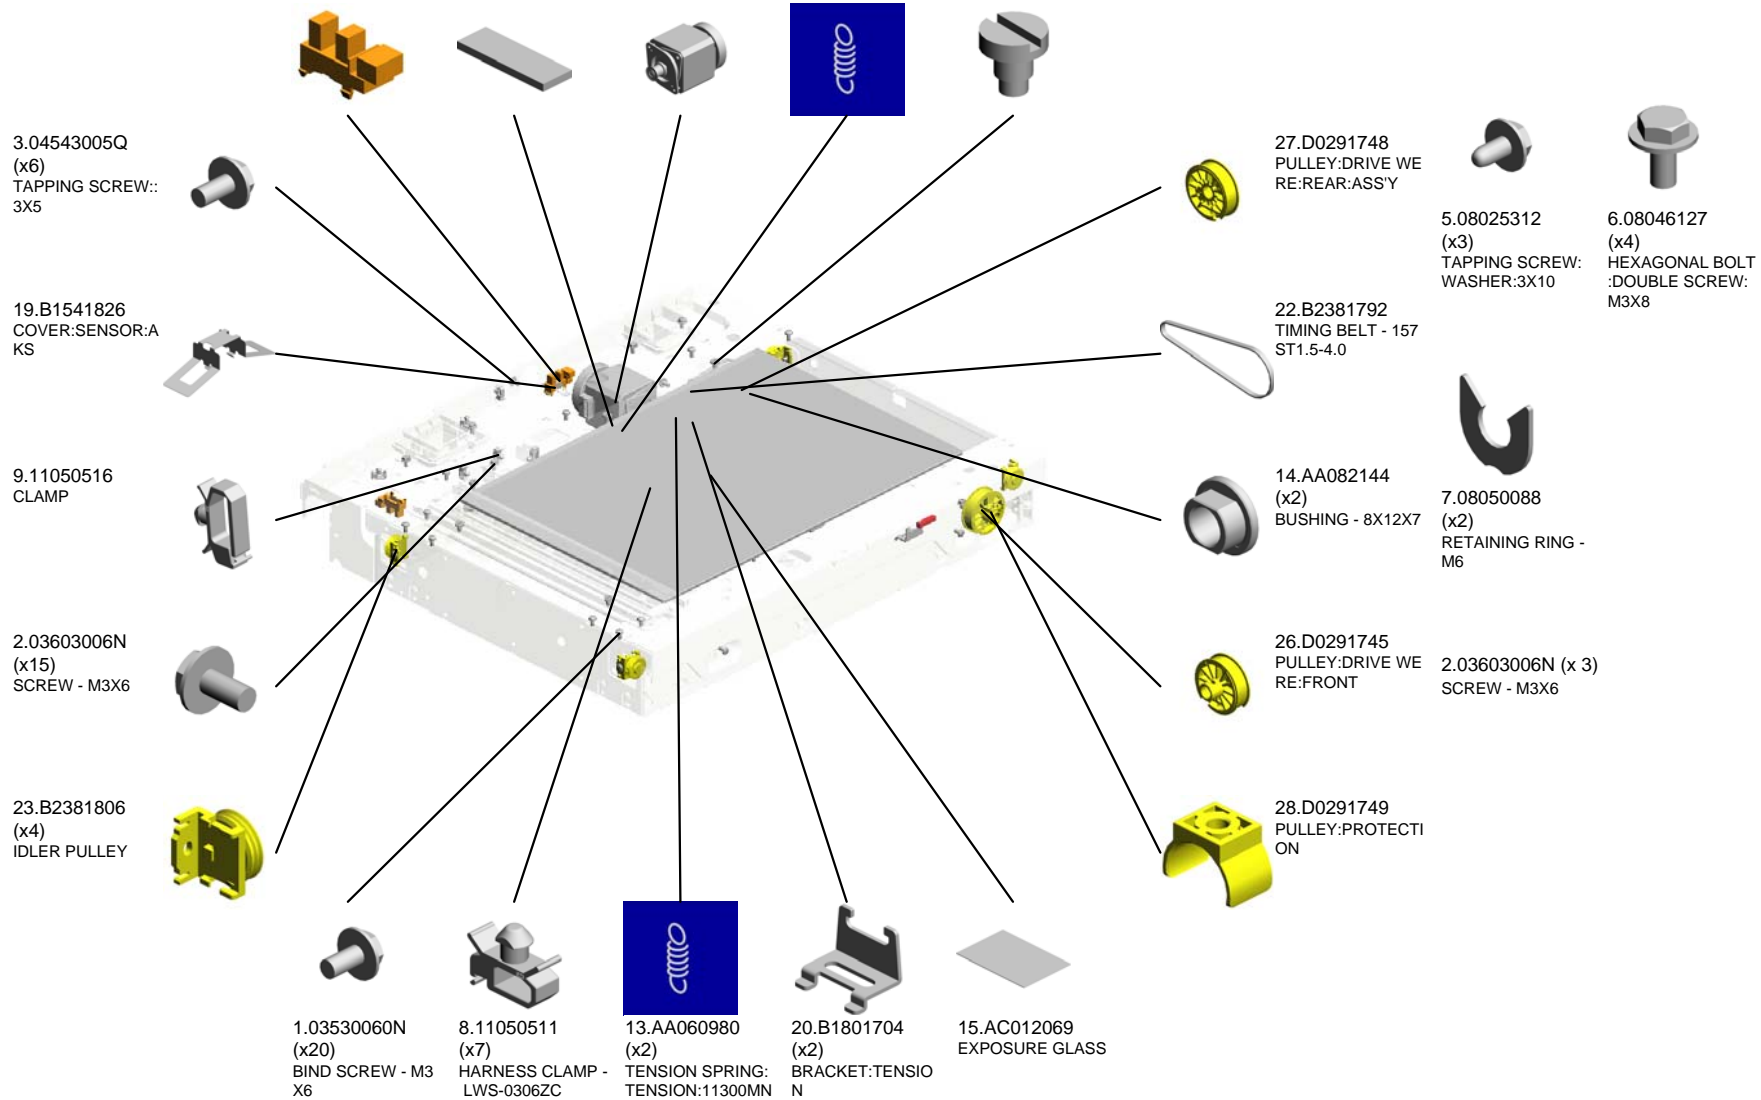 3.04543005Q
(x6)
TAPPING SCREW::
3X5
19.B1541826
COVER:SENSOR:A
KS
9.11050516
CLAMP
2.03603006N
(x15)
SCREW - M3X6
23.B2381806
(x4)
IDLER PULLEY
1.03530060N
(x20)
BIND SCREW - M3
X6
8.11050511
(x7)
HARNESS CLAMP -
LWS-0306ZC
13.AA060980
(x2)
TENSION SPRING:
TENSION:11300MN
20.B1801704
(x2)
BRACKET:TENSIO
N
15.AC012069
EXPOSURE GLASS
27.D0291748
PULLEY:DRIVE WE
RE:REAR:ASS'Y
22.B2381792
TIMING BELT - 157
ST1.5-4.0
14.AA082144
(x2)
BUSHING - 8X12X7
26.D0291745
PULLEY:DRIVE WE
RE:FRONT
28.D0291749
PULLEY:PROTECTI
ON
5.08025312
(x3)
TAPPING SCREW:
WASHER:3X10
6.08046127
(x4)
HEXAGONAL BOLT
:DOUBLE SCREW:
M3X8
7.08050088
(x2)
RETAINING RING -
M6
2.03603006N (x 3)
SCREW - M3X6